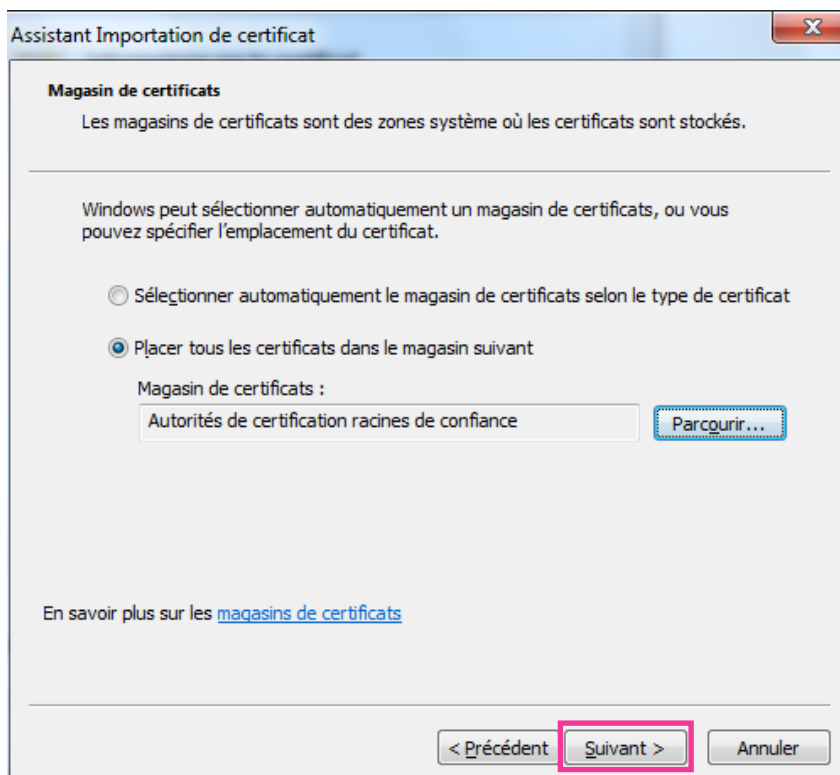 Assistant Importation de certificat
Magasin de certificats
Les magasins de certificats sont des zones système où les certificats sont stockés.
Windows peut sélectionner automatiquement un magasin de certificats, ou vous
pouvez spécifier l'emplacement du certificat.
Sélectionner automatiquement le magasin de certificats selon le type de certificat
Placer tous les certificats dans le magasin suivant
Magasin de certificats :
Autorités de certification racines de confiance Parcourir...
En savoir plus sur les magasins de certificats
< Précédent Suivant > Annuler